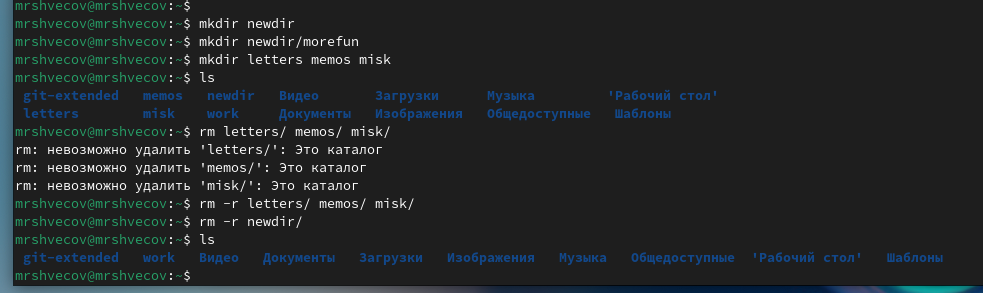 mrshvecov@mrshvecov:~$
mrshvecov@mrshvecov:~$ mkdir newdir
mrshvecov@mrshvecov:~$ mkdir newdir/morefun
mrshvecov@mrshvecov:~$ mkdir letters memos misk
mrshvecov@mrshvecov:~$ ls
git-extended memos newdir Видео Загрузки Музыка 'Рабочий стол'
letters misk work Документы Изображения Общедоступные Шаблоны
mrshvecov@mrshvecov:~$ rm letters/ memos/ misk/
rm: невозможно удалить 'letters/': Это каталог
rm: невозможно удалить 'memos/': Это каталог
rm: невозможно удалить 'misk/': Это каталог
mrshvecov@mrshvecov:~$ rm -r letters/ memos/ misk/
mrshvecov@mrshvecov:~$ rm -r newdir/
mrshvecov@mrshvecov:~$ ls
git-extended work Видео Документы Загрузки Изображения Музыка Общедоступные 'Рабочий стол' Шаблоны
mrshvecov@mrshvecov:~$